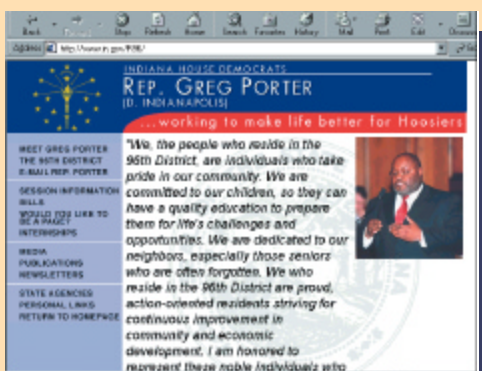 Back
Stop
Refresh
Home
Search
Favorites
History
Mail
Print
Edit
Address
INDIANA HOUSE DEMOCRATS
REP. GREG PORTER
(D. INDIANAPOLIS)
...working to make life better for Hoosiers
MEET GREG PORTER
THE 96TH DISTRICT
E-MAIL REP. PORTER
SESSION INFORMATION
BILLS
WOULD YOU LIKE TO
BE A PAGE?
INTERNSHIPS
MEDIA
PUBLICATIONS
NEWSLETTERS
STATE AGENCIES
PERSONAL LINKS
RETURN TO HOMEPAGE
"We, the people who reside in the
96th District, are individuals who take
pride in our community. We are
committed to our children, so they can
have a quality education to prepare
them for life's challenges and
opportunities. We are dedicated to our
neighbors, especially those seniors
who are often forgotten. We who
reside in the 96th District are proud,
action-oriented residents striving for
continuous improvement in
community and economic
development. I am honored to
represent these noble individuals who